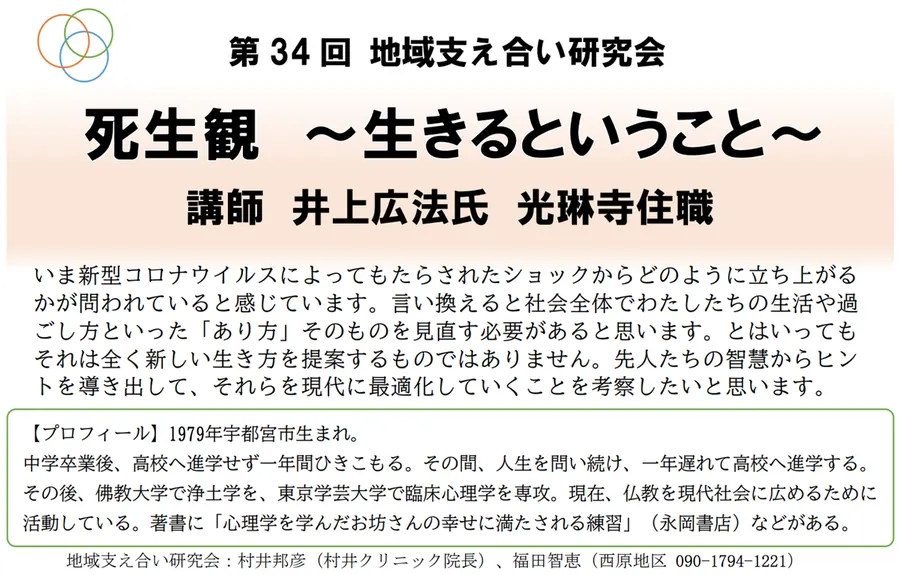 第 34 回 地域支え合い研究会
死生観 ～生きるということ～
講師 井上広法氏 光琳寺住職
いま新型コロナウイルスによってもたらされたショックからどのように立ち上がる
かが問われていると感じています。言い換えると社会全体でわたしたちの生活や過
ごし方といった「あり方」そのものを見直す必要があると思います。とはいっても
それは全く新しい生き方を提案するものではありません。先人たちの智慧からヒン
トを導き出して、それらを現代に最適化していくことを考察したいと思います。
【プロフィール】1979年宇都宮市生まれ。
中学卒業後、高校へ進学せず一年間ひきこもる。その間、人生を問い続け、一年遅れて高校へ進学する。
その後、佛教大学で浄土学を、東京学芸大学で臨床心理学を専攻。現在、仏教を現代社会に広めるために
活動している。著書に「心理学を学んだお坊さんの幸せに満たされる練習」（永岡書店）などがある。
地域支え合い研究会：村井邦彦（村井クリニック院長）、福田智恵（西原地区 090-1794-1221）